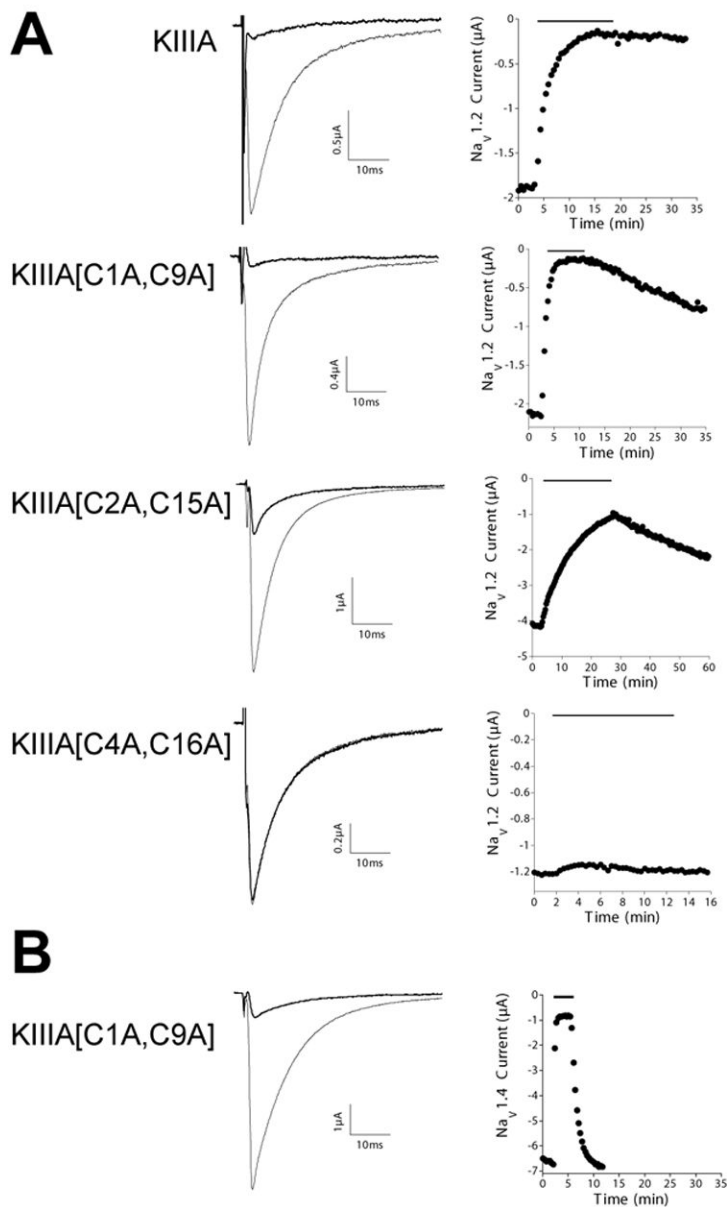 A
KIIIA
0.5µA
10ms
Na V 1.2 Current (µA)
0
-0.5
-1
-1.5
-2
0 5 10 15 20 25 30 35
Time (min)
KIIIA[C1A,C9A]
0.4µA
10ms
Na V 1.2 Current (µA)
0
-0.5
-1
-1.5
-2
0 5 10 15 20 25 30 35
Time (min)
KIIIA[C2A,C15A]
1µA
10ms
Na V 1.2 Current (µA)
0
-1
-2
-3
-4
-5
0 10 20 30 40 50 60
Time (min)
KIIIA[C4A,C16A]
0.2µA
10ms
Na V 1.2 Current (µA)
0
-0.2
-0.4
-0.6
-0.8
-1
-1.2
0 2 4 6 8 10 12 14 16
Time (min)
B
KIIIA[C1A,C9A]
1µA
10ms
Na V 1.4 Current (µA)
0
-1
-2
-3
-4
-5
-6
-7
0 5 10 15 20 25 30 35
Time (min)